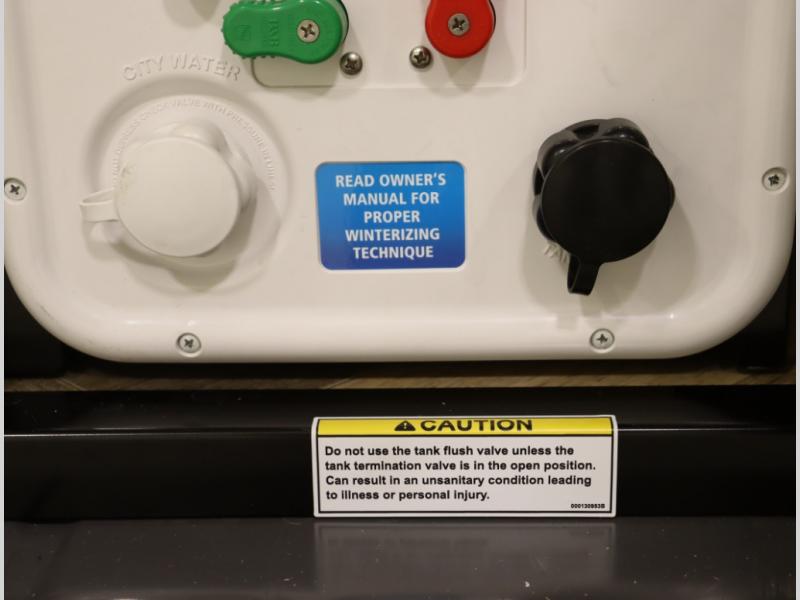 CITY WATER
READ OWNER'S
MANUAL FOR
PROPER
WINTERIZING
TECHNIQUE
CAUTION
Do not use the tank flush valve unless the
tank termination valve is in the open position.
Can result in an unsanitary condition leading
to illness or personal injury.
000130953B